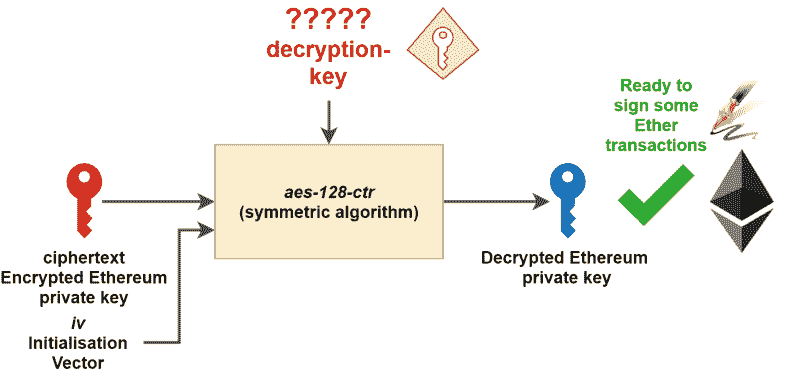 ?????
decryption-
key
Ready to
sign some
Ether
transactions
aes-128-ctr
(symmetric algorithm)
ciphertext
Encrypted Ethereum
private key
iv
Initialisation
Vector
Decrypted Ethereum
private key